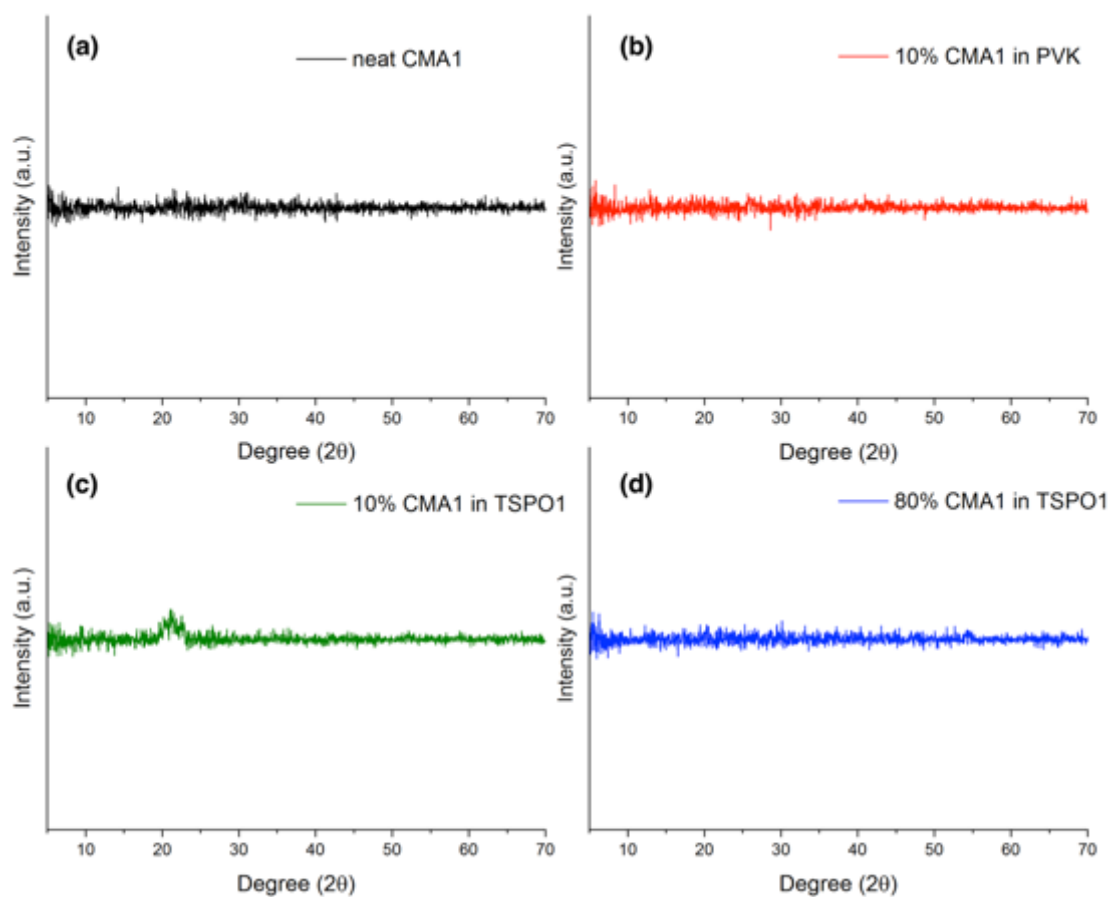 (a)
neat CMA1
Intensity (a.u.)
10 20 30 40 50 60 70
Degree (2θ)
(b)
10% CMA1 in PVK
Intensity (a.u.)
10 20 30 40 50 60 70
Degree (2θ)
(c)
10% CMA1 in TSPO1
Intensity (a.u.)
10 20 30 40 50 60 70
Degree (2θ)
(d)
80% CMA1 in TSPO1
Intensity (a.u.)
10 20 30 40 50 60 70
Degree (2θ)